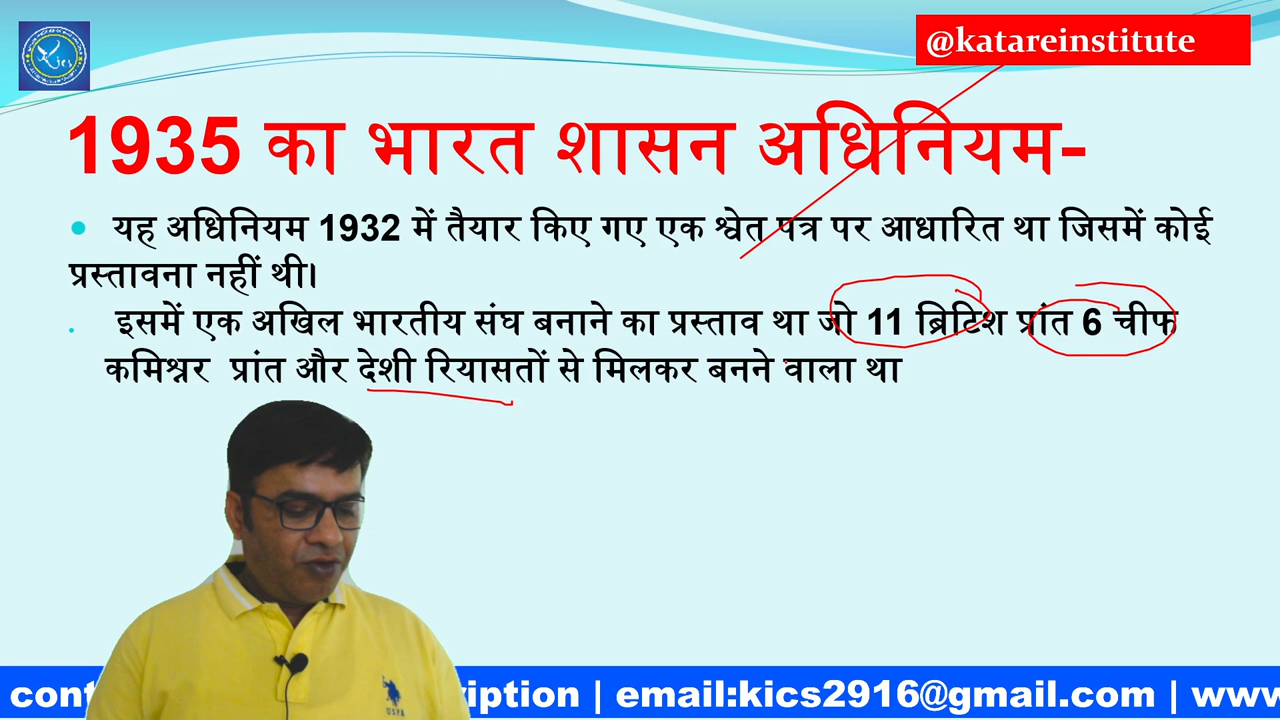 @katareinstitute
1935 का भारत शासन अधिनियम-
यह अधिनियम 1932 में तैयार किए गए एक श्वेत पत्र पर आधारित था जिसमें कोई
प्रस्तावना नहीं थी।
इसमें एक अखिल भारतीय संघ बनाने का प्रस्ताव था जो 11 ब्रिटिश प्रांत 6 चीफ
कमिश्नर प्रांत और देशी रियासतों से मिलकर बनने वाला था
USPA
| email:kics2916@gmail.com |